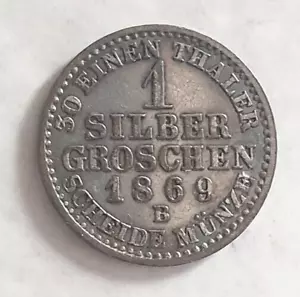 30 EINEN THALER
1
SILBER
GROSCHEN
1869
B
SCHEIDE MÜNZE